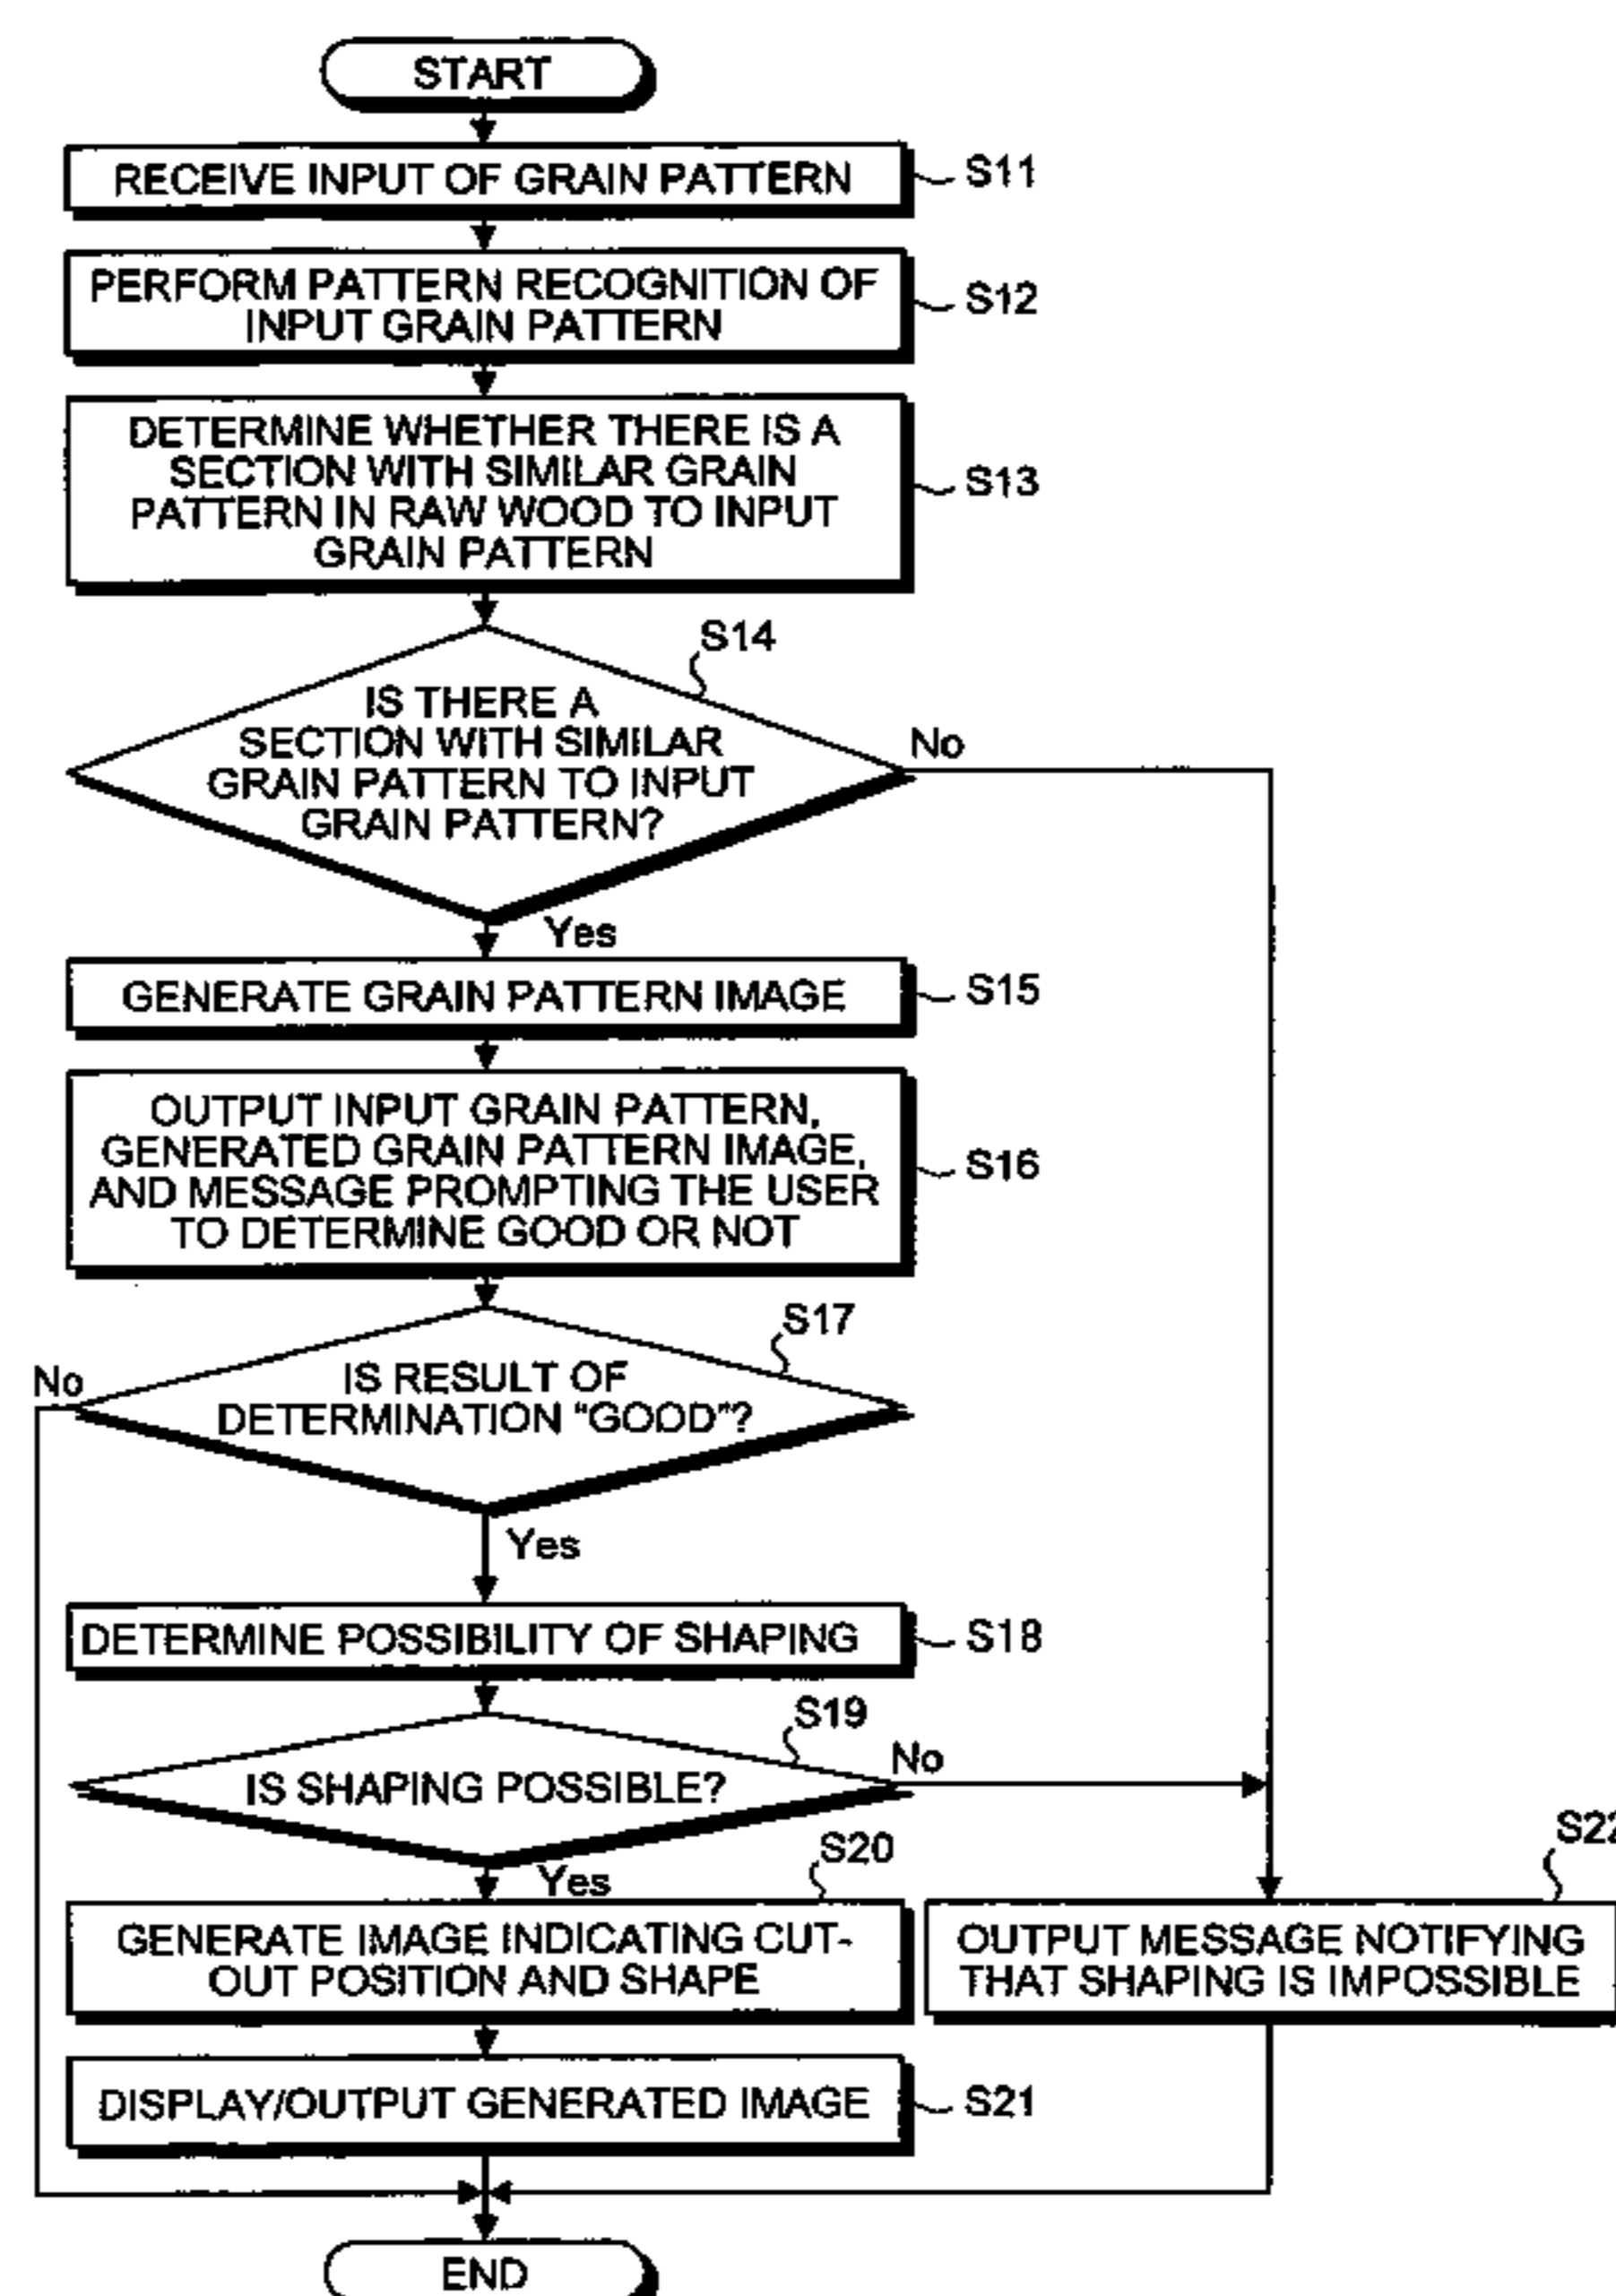 START
RECEIVE INPUT OF GRAIN PATTERN
S11
PERFORM PATTERN RECOGNITION OF
INPUT GRAIN PATTERN
S12
DETERMINE WHETHER THERE IS A
SECTION WITH SIMILAR GRAIN
PATTERN IN RAW WOOD TO INPUT
GRAIN PATTERN
S13
S14
IS THERE A
SECTION WITH SIMILAR
GRAIN PATTERN TO INPUT
GRAIN PATTERN?
No
Yes
GENERATE GRAIN PATTERN IMAGE
S15
OUTPUT INPUT GRAIN PATTERN,
GENERATED GRAIN PATTERN IMAGE,
AND MESSAGE PROMPTING THE USER
TO DETERMINE GOOD OR NOT
S16
S17
No
IS RESULT OF
DETERMINATION “GOOD”?
Yes
DETERMINE POSSIBILITY OF SHAPING
S18
S19
No
IS SHAPING POSSIBLE?
Yes
S20
GENERATE IMAGE INDICATING CUT-
OUT POSITION AND SHAPE
S22
OUTPUT MESSAGE NOTIFYING
THAT SHAPING IS IMPOSSIBLE
DISPLAY/OUTPUT GENERATED IMAGE
S21
END